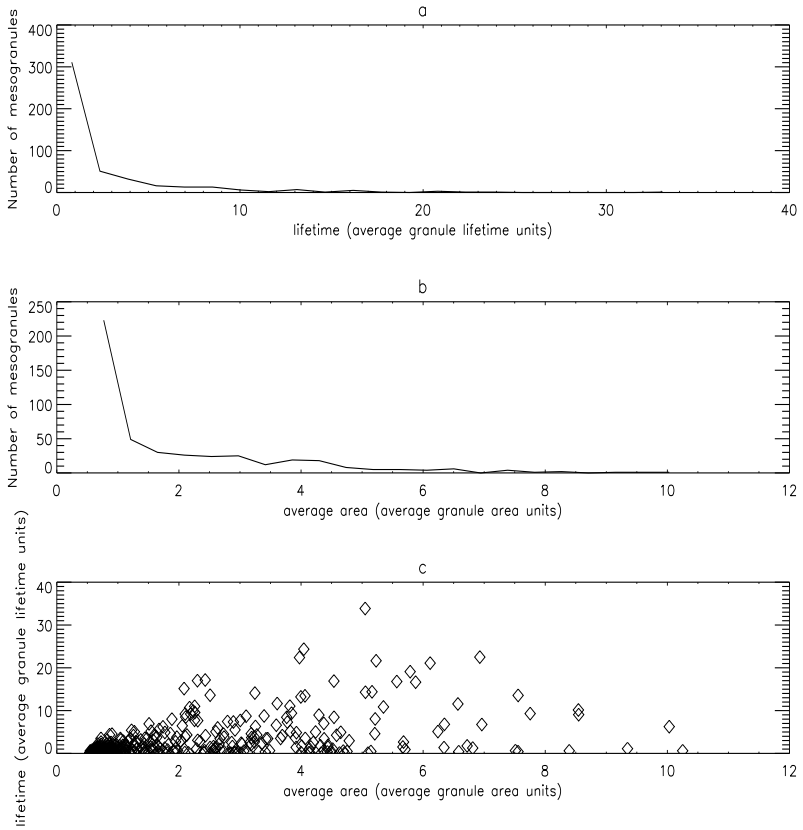 a
Number of mesogranules
400
300
200
100
0
0 10 20 30 40
lifetime (average granule lifetime units)
b
Number of mesogranules
250
200
150
100
50
0
0 2 4 6 8 10 12
average area (average granule area units)
c
lifetime (average granule lifetime units)
40
30
20
10
0
0 2 4 6 8 10 12
average area (average granule area units)